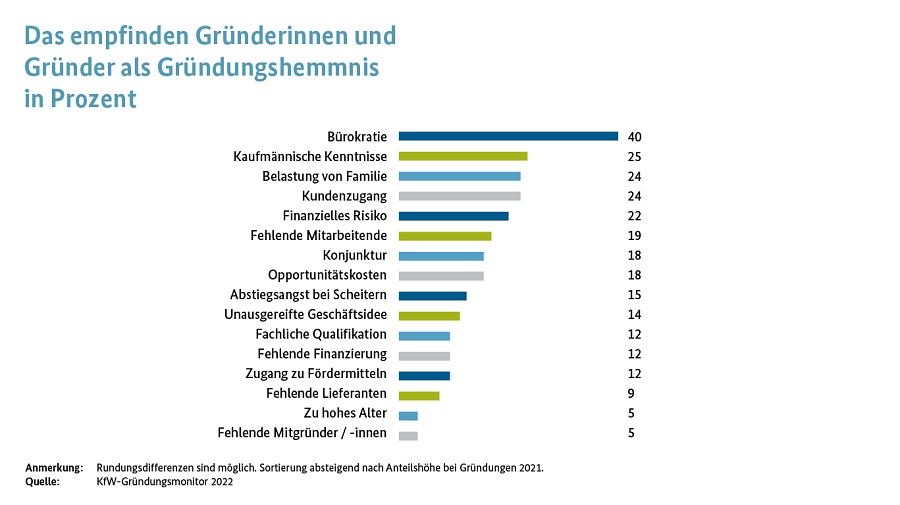 Das empfinden Gründerinnen und
Gründer als Gründungshemmnis
in Prozent
Bürokratie 40
Kaufmännische Kenntnisse 25
Belastung von Familie 24
Kundenzugang 24
Finanzielles Risiko 22
Fehlende Mitarbeitende 19
Konjunktur 18
Opportunitätskosten 18
Abstiegsangst bei Scheitern 15
Unausgereifte Geschäftsidee 14
Fachliche Qualifikation 12
Fehlende Finanzierung 12
Zugang zu Fördermitteln 12
Fehlende Lieferanten 9
Zu hohes Alter 5
Fehlende Mitgründer / -innen 5
Anmerkung: Rundungsdifferenzen sind möglich. Sortierung absteigend nach Anteilshöhe bei Gründungen 2021.
Quelle: KfW-Gründungsmonitor 2022